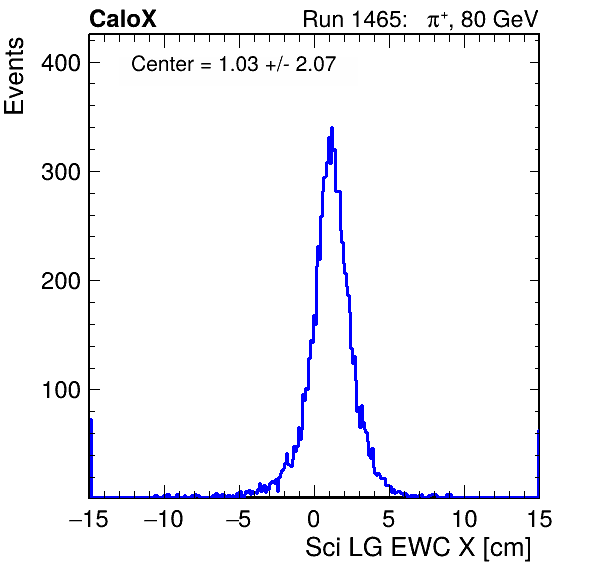 CaloX Run 1465: π⁺, 80 GeV
Center = 1.03 +/- 2.07
Events
400
300
200
100
−15 −10 −5 0 5 10 15
Sci LG EWC X [cm]